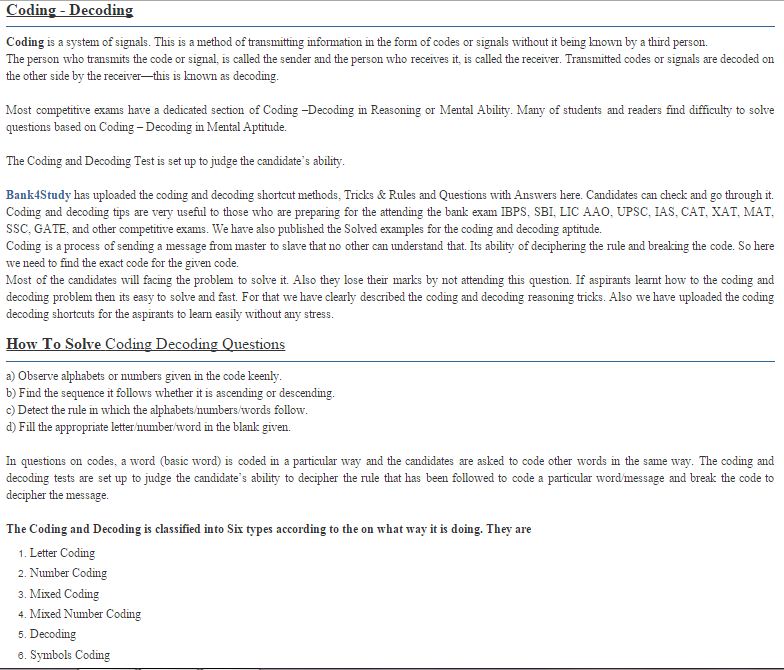 Coding - Decoding
Coding is a system of signals. This is a method of transmitting information in the form of codes or signals without it being known by a third person.
The person who transmits the code or signal, is called the sender and the person who receives it, is called the receiver. Transmitted codes or signals are decoded on
the other side by the receiver—this is known as decoding.
Most competitive exams have a dedicated section of Coding –Decoding in Reasoning or Mental Ability. Many of students and readers find difficulty to solve
questions based on Coding – Decoding in Mental Aptitude.
The Coding and Decoding Test is set up to judge the candidate's ability.
Bank4Study has uploaded the coding and decoding shortcut methods, Tricks & Rules and Questions with Answers here. Candidates can check and go through it.
Coding and decoding tips are very useful to those who are preparing for the attending the bank exam IBPS, SBI, LIC AAO, UPSC, IAS, CAT, XAT, MAT,
SSC, GATE, and other competitive exams. We have also published the Solved examples for the coding and decoding aptitude.
Coding is a process of sending a message from master to slave that no other can understand that. Its ability of deciphering the rule and breaking the code. So here
we need to find the exact code for the given code.
Most of the candidates will facing the problem to solve it. Also they lose their marks by not attending this question. If aspirants learnt how to the coding and
decoding problem then its easy to solve and fast. For that we have clearly described the coding and decoding reasoning tricks. Also we have uploaded the coding
decoding shortcuts for the aspirants to learn easily without any stress.
How To Solve Coding Decoding Questions
a) Observe alphabets or numbers given in the code keenly.
b) Find the sequence it follows whether it is ascending or descending.
c) Detect the rule in which the alphabets/numbers/words follow.
d) Fill the appropriate letter/number/word in the blank given.
In questions on codes, a word (basic word) is coded in a particular way and the candidates are asked to code other words in the same way. The coding and
decoding tests are set up to judge the candidate's ability to decipher the rule that has been followed to code a particular word/message and break the code to
decipher the message.
The Coding and Decoding is classified into Six types according to the on what way it is doing. They are
1. Letter Coding
2. Number Coding
3. Mixed Coding
4. Mixed Number Coding
5. Decoding
6. Symbols Coding